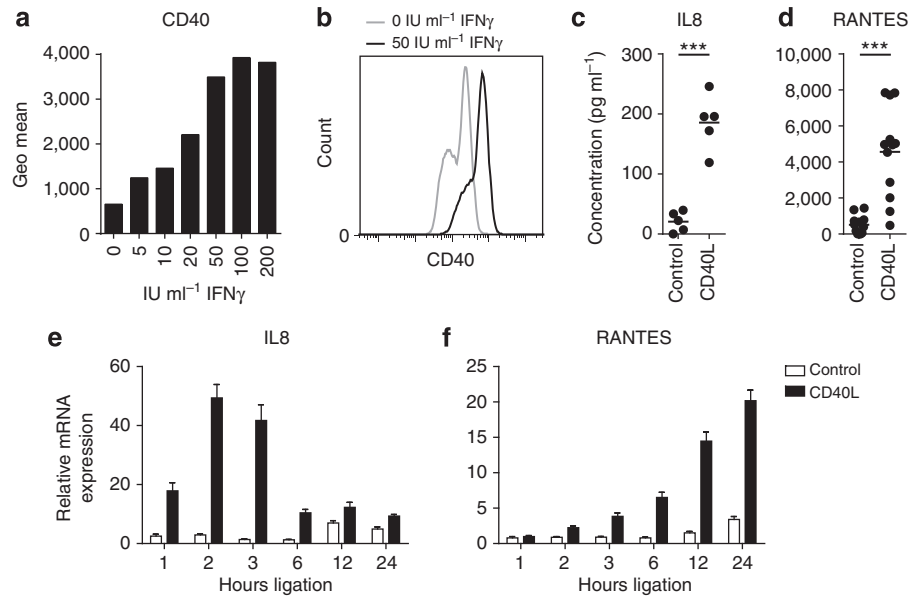 a
CD40
Geo mean
4,000
3,000
2,000
1,000
0
0 5 10 20 50 100 200
IU ml⁻¹ IFNγ
b
0 IU ml⁻¹ IFNγ
50 IU ml⁻¹ IFNγ
Count
0
CD40
c
IL8
***
Concentration (pg ml⁻¹)
300
200
100
0
Control CD40L
d
RANTES
***
10,000
8,000
6,000
4,000
2,000
0
Control CD40L
e
IL8
Relative mRNA
expression
60
40
20
0
1 2 3 6 12 24
Hours ligation
f
RANTES
25
20
15
10
5
0
1 2 3 6 12 24
Hours ligation
Control
CD40L